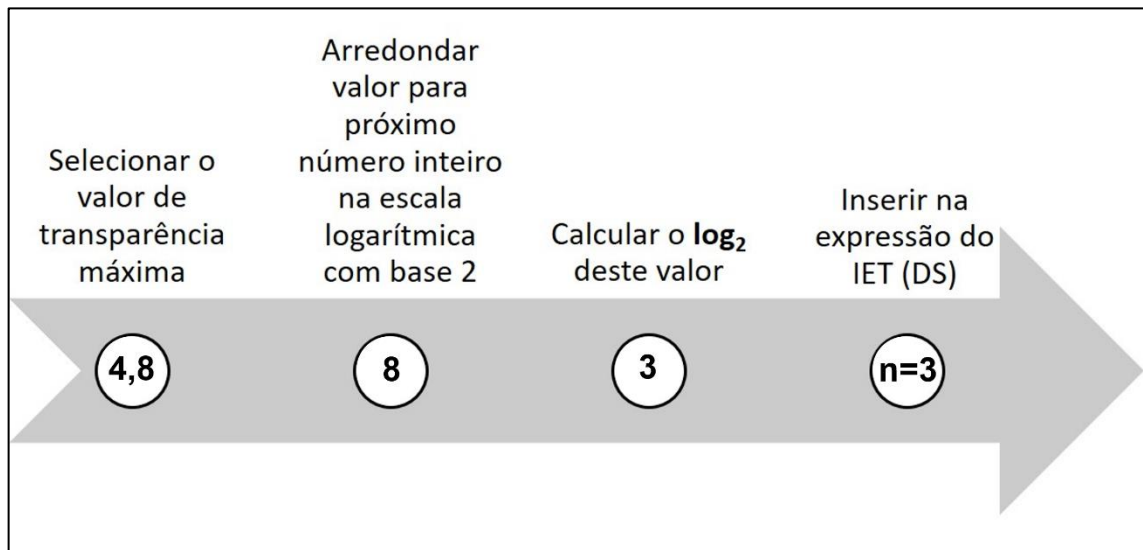 Selecionar o
valor de
transparência
máxima
Arredondar
valor para
próximo
número inteiro
na escala
logarítmica
com base 2
Calcular o log₂
deste valor
Inserir na
expressão do
IET (DS)
4,8
8
3
n=3